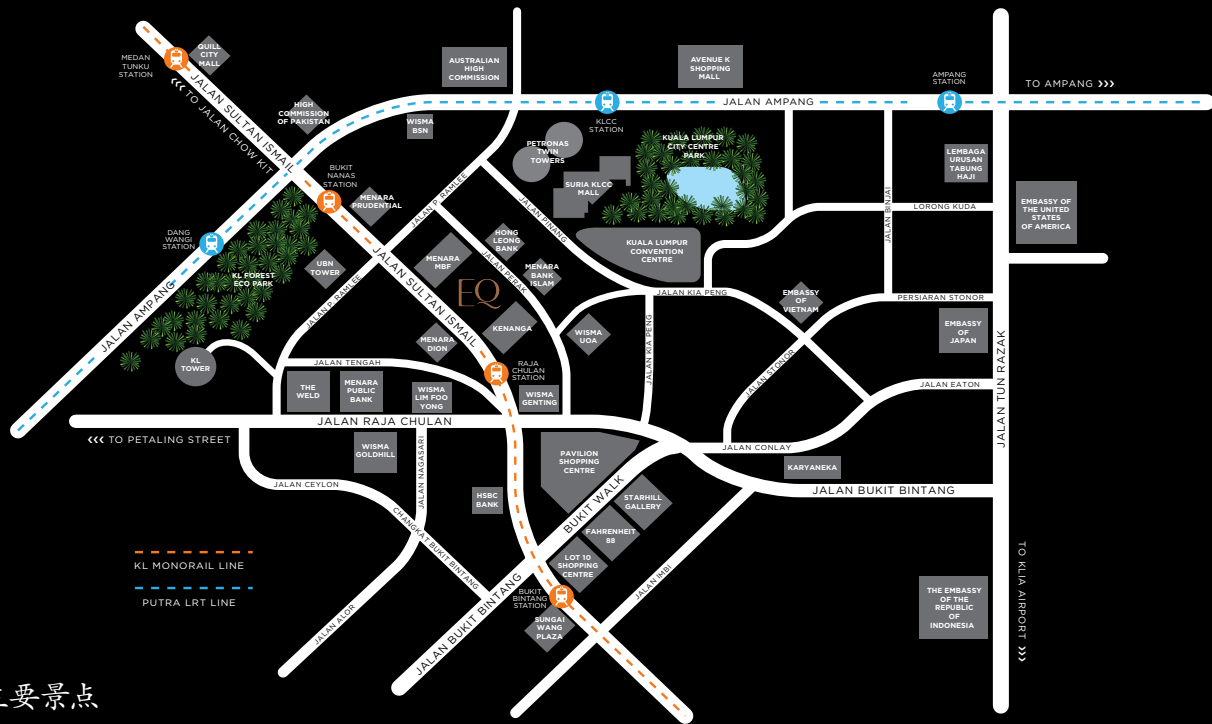 QUILL
CITY
MALL
MEDAN
TUNKU
STATION
AUSTRALIAN
HIGH
COMMISSION
AVENUE K
SHOPPING
MALL
AMPANG
STATION
TO AMPANG >>>
JALAN SULTAN ISMAIL
<<< TO JALAN CHOW KIT
HIGH
COMMISSION
OF PAKISTAN
WISMA
BSN
KLCC
STATION
JALAN AMPANG
PETRONAS
TWIN
TOWERS
KUALA LUMPUR
CITY CENTRE
PARK
LEMBAGA
URUSAN
TABUNG
HAJI
BUKIT
NANAS
STATION
MENARA
PRUDENTIAL
JALAN P. RAMLEE
SURIA KLCC
MALL
JALAN BINJAI
LORONG KUDA
EMBASSY OF
THE UNITED
STATES
OF AMERICA
DANG
WANGI
STATION
JALAN PINANG
HONG
LEONG
BANK
KUALA LUMPUR
CONVENTION
CENTRE
KL FOREST
ECO PARK
UBN
TOWER
JALAN SULTAN ISMAIL
MENARA
MBF
JALAN PERAK
MENARA
BANK
ISLAM
EQ
JALAN P. RAMLEE
JALAN KIA PENG
EMBASSY
OF
VIETNAM
PERSIARAN STONOR
JALAN AMPANG
KENANGA
WISMA
UOA
EMBASSY
OF
JAPAN
MENARA
DION
JALAN KIA PENG
JALAN STONOR
JALAN TUN RAZAK
KL
TOWER
JALAN TENGAH
RAJA
CHULAN
STATION
THE
WELD
MENARA
PUBLIC
BANK
WISMA
LIM FOO
YONG
WISMA
GENTING
JALAN EATON
JALAN RAJA CHULAN
<<< TO PETALING STREET
WISMA
GOLDHILL
JALAN NAGASARI
PAVILION
SHOPPING
CENTRE
JALAN CONLAY
KARYANEKA
JALAN CEYLON
HSBC
BANK
BUKIT WALK
STARHILL
GALLERY
JALAN BUKIT BINTANG
CHANGKAT BUKIT BINTANG
FAHRENHEIT
88
KL MONORAIL LINE
LOT 10
SHOPPING
CENTRE
JALAN IMBI
TO KLIA AIRPORT >>>
PUTRA LRT LINE
BUKIT
BINTANG
STATION
THE EMBASSY
OF THE
REPUBLIC
OF
INDONESIA
JALAN ALOR
JALAN BUKIT BINTANG
SUNGAI
WANG
PLAZA
主要景点